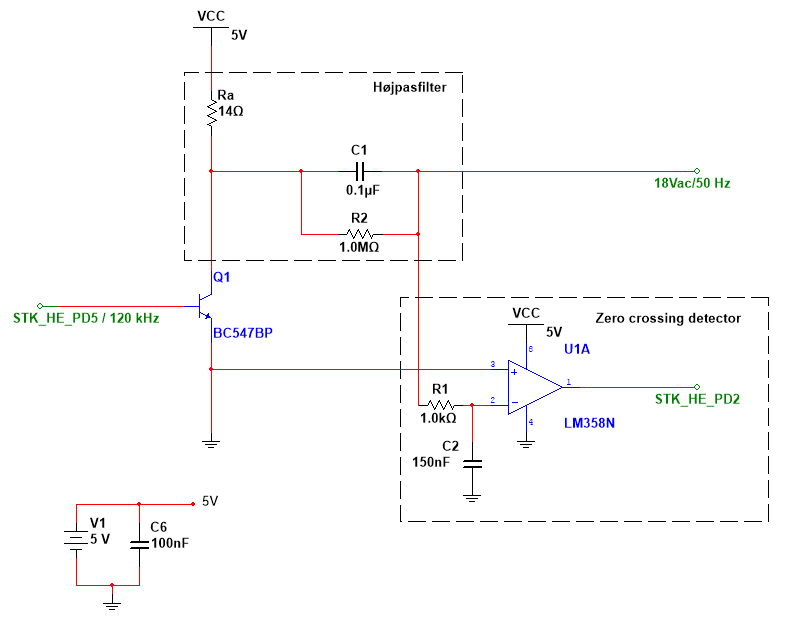 VCC
5V
Højpasfilter
Ra
14Ω
C1
0.1µF
18Vac/50 Hz
R2
1.0MΩ
Q1
STK_HE_PD5 / 120 kHz
BC547BP
VCC
5V
Zero crossing detector
8
U1A
3
1
R1
2
1.0kΩ
STK_HE_PD2
4
LM358N
C2
150nF
5V
V1
5 V
C6
100nF